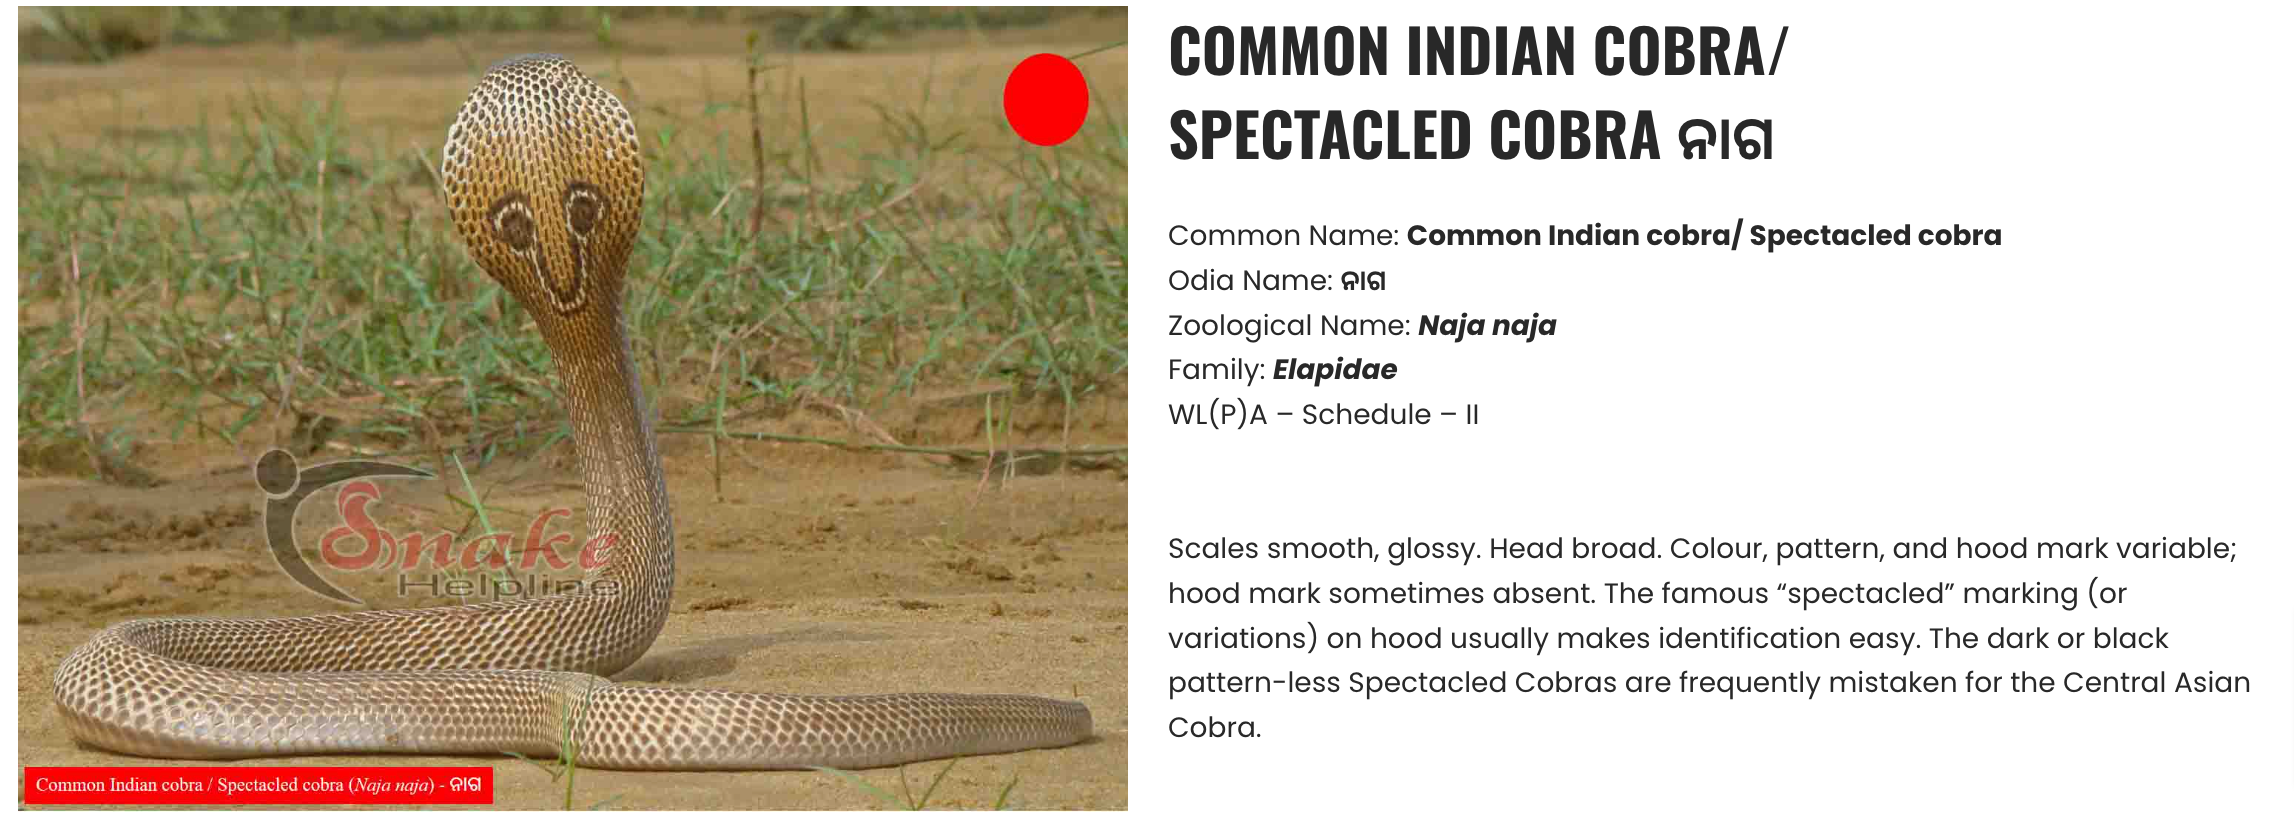 COMMON INDIAN COBRA/
SPECTACLED COBRA ନାଗ
Common Name: Common Indian cobra/ Spectacled cobra
Odia Name: ନାଗ
Zoological Name: Naja naja
Family: Elapidae
WL(P)A – Schedule – II
Scales smooth, glossy. Head broad. Colour, pattern, and hood mark variable;
hood mark sometimes absent. The famous “spectacled” marking (or
variations) on hood usually makes identification easy. The dark or black
pattern-less Spectacled Cobras are frequently mistaken for the Central Asian
Cobra.
Snake
Helpline
Common Indian cobra / Spectacled cobra (Naja naja) - ନାଗ